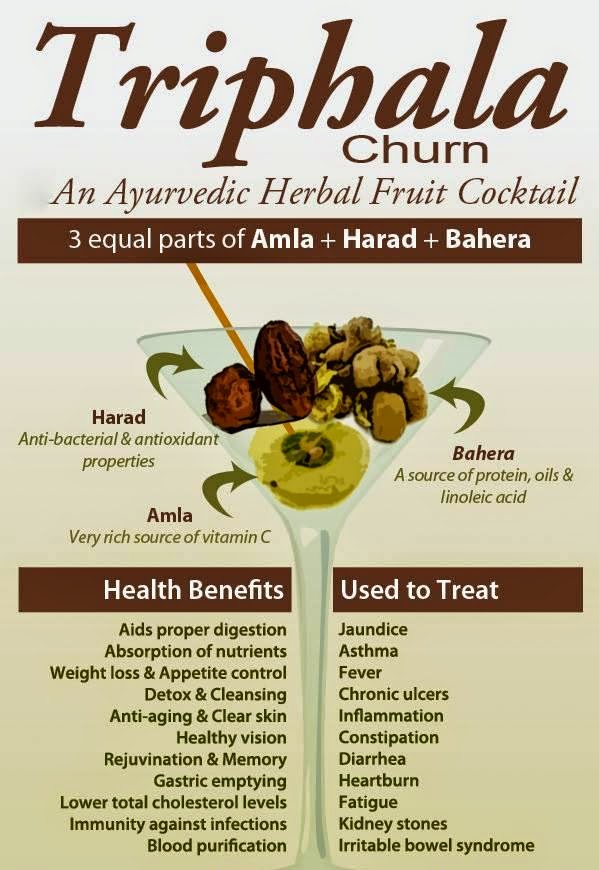 Triphala
Churn
An Ayurvedic Herbal Fruit Cocktail
3 equal parts of Amla + Harad + Bahera
Harad
Anti-bacterial & antioxidant
properties
Bahera
A source of protein, oils &
linoleic acid
Amla
Very rich source of vitamin C
Health Benefits
Aids proper digestion
Absorption of nutrients
Weight loss & Appetite control
Detox & Cleansing
Anti-aging & Clear skin
Healthy vision
Rejuvination & Memory
Gastric emptying
Lower total cholesterol levels
Immunity against infections
Blood purification
Used to Treat
Jaundice
Asthma
Fever
Chronic ulcers
Inflammation
Constipation
Diarrhea
Heartburn
Fatigue
Kidney stones
Irritable bowel syndrome